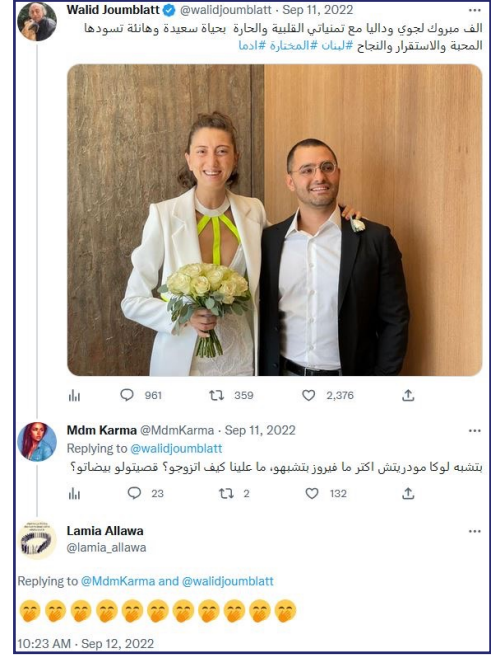 Walid Joumblatt @walidjoumblatt · Sep 11, 2022
الف مبروك لجوي وداليا مع تمنياتي القلبية والحارة بحياة سعيدة وهانئة تسودها
المحبة والاستقرار والنجاح #لبنان #المختارة #ادما
961 359 2,376
Mdm Karma @MdmKarma · Sep 11, 2022
Replying to @walidjoumblatt
بتشبه لوكا مودريتش اكتر ما فيروز بتشبهو، ما علينا كيف اتزوجو؟ قصيتولو بيضاتو؟
23 2 132
Lamia Allawa
@lamia_allawa
Replying to @MdmKarma and @walidjoumblatt
🤭🤭🤭🤭🤭🤭🤭🤭🤭🤭🤭
10:23 AM · Sep 12, 2022